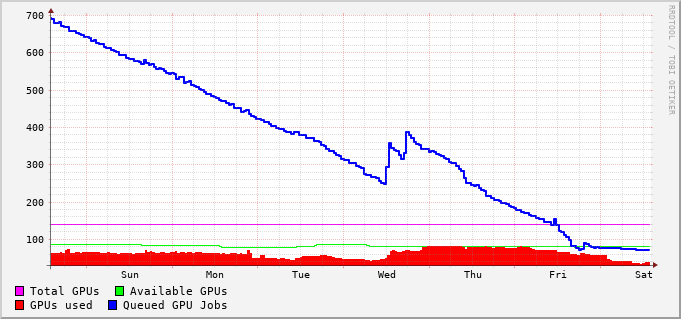 700
600
500
400
300
200
100
Sun Mon Tue Wed Thu Fri Sat
Total GPUs Available GPUs
GPUs used Queued GPU Jobs
RRDTOOL / TOBI OETIKER